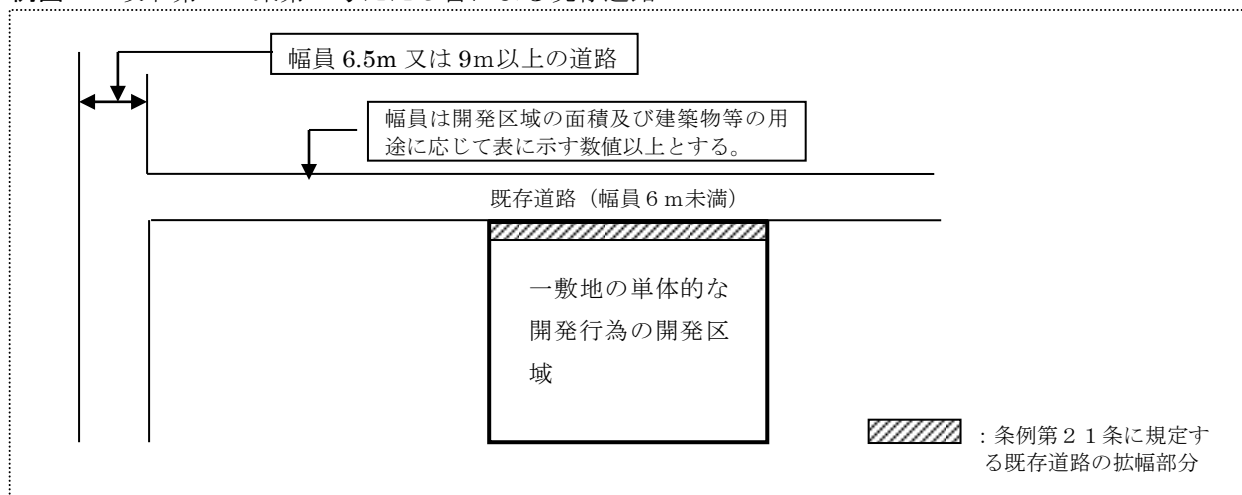 幅員 6.5m 又は 9m以上の道路
幅員は開発区域の面積及び建築物等の用
途に応じて表に示す数値以上とする。
既存道路（幅員６ｍ未満）
一敷地の単体的な
開発行為の開発区
域
：条例第２１条に規定す
る既存道路の拡幅部分